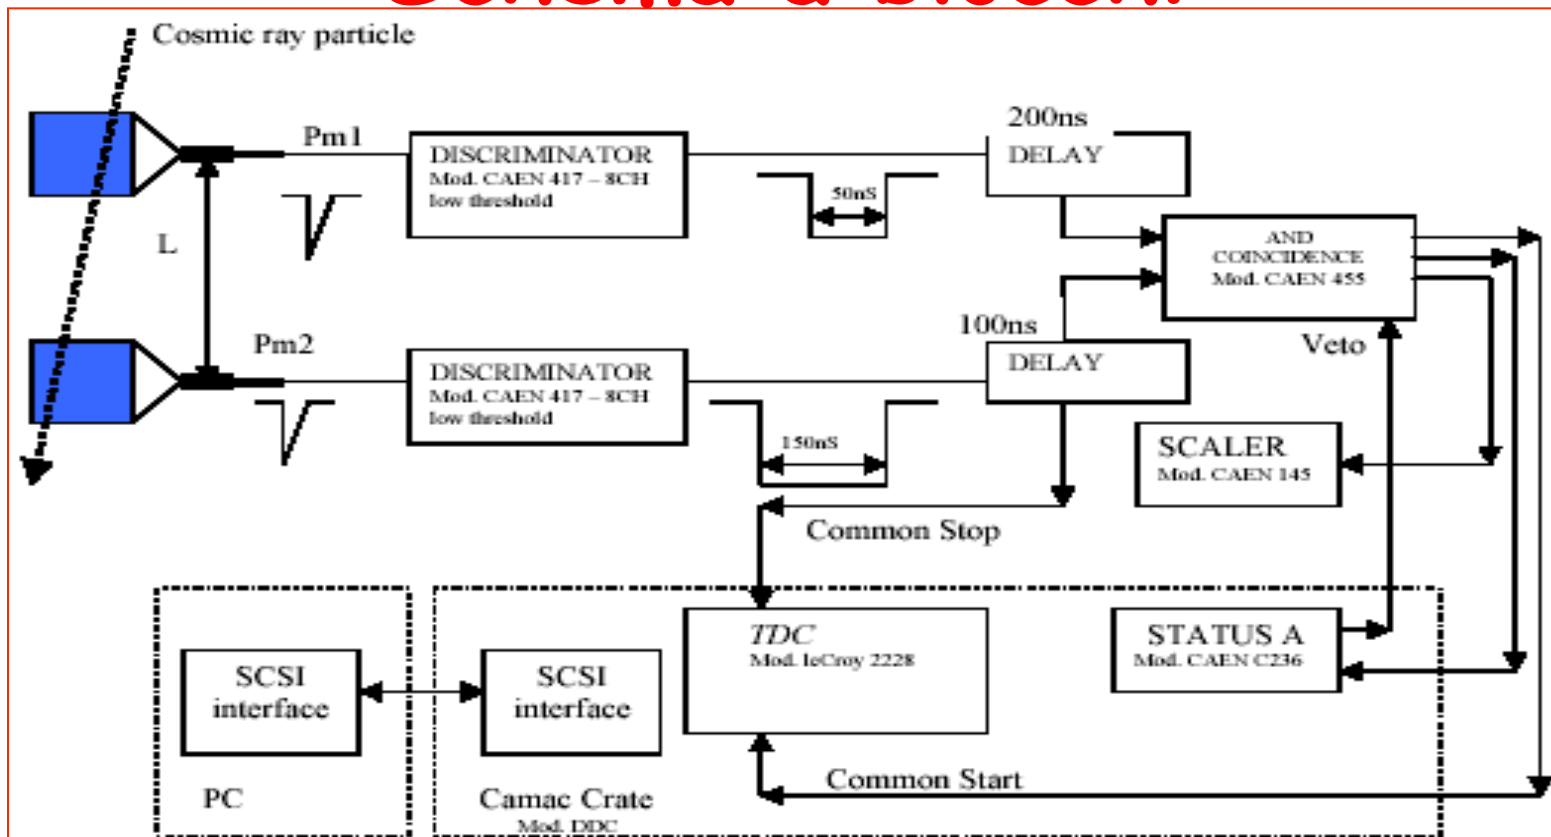 Schema a blocchi
Cosmic ray particle
Pm1
DISCRIMINATOR
Mod. CAEN 417 – 8CH
low threshold
50nS
200ns
DELAY
L
AND
COINCIDENCE
Mod. CAEN 455
Pm2
DISCRIMINATOR
Mod. CAEN 417 – 8CH
low threshold
150nS
100ns
DELAY
Veto
SCALER
Mod. CAEN 145
Common Stop
TDC
Mod. leCroy 2228
STATUS A
Mod. CAEN C236
SCSI
interface
SCSI
interface
PC
Camac Crate
Mod. DDC
Common Start